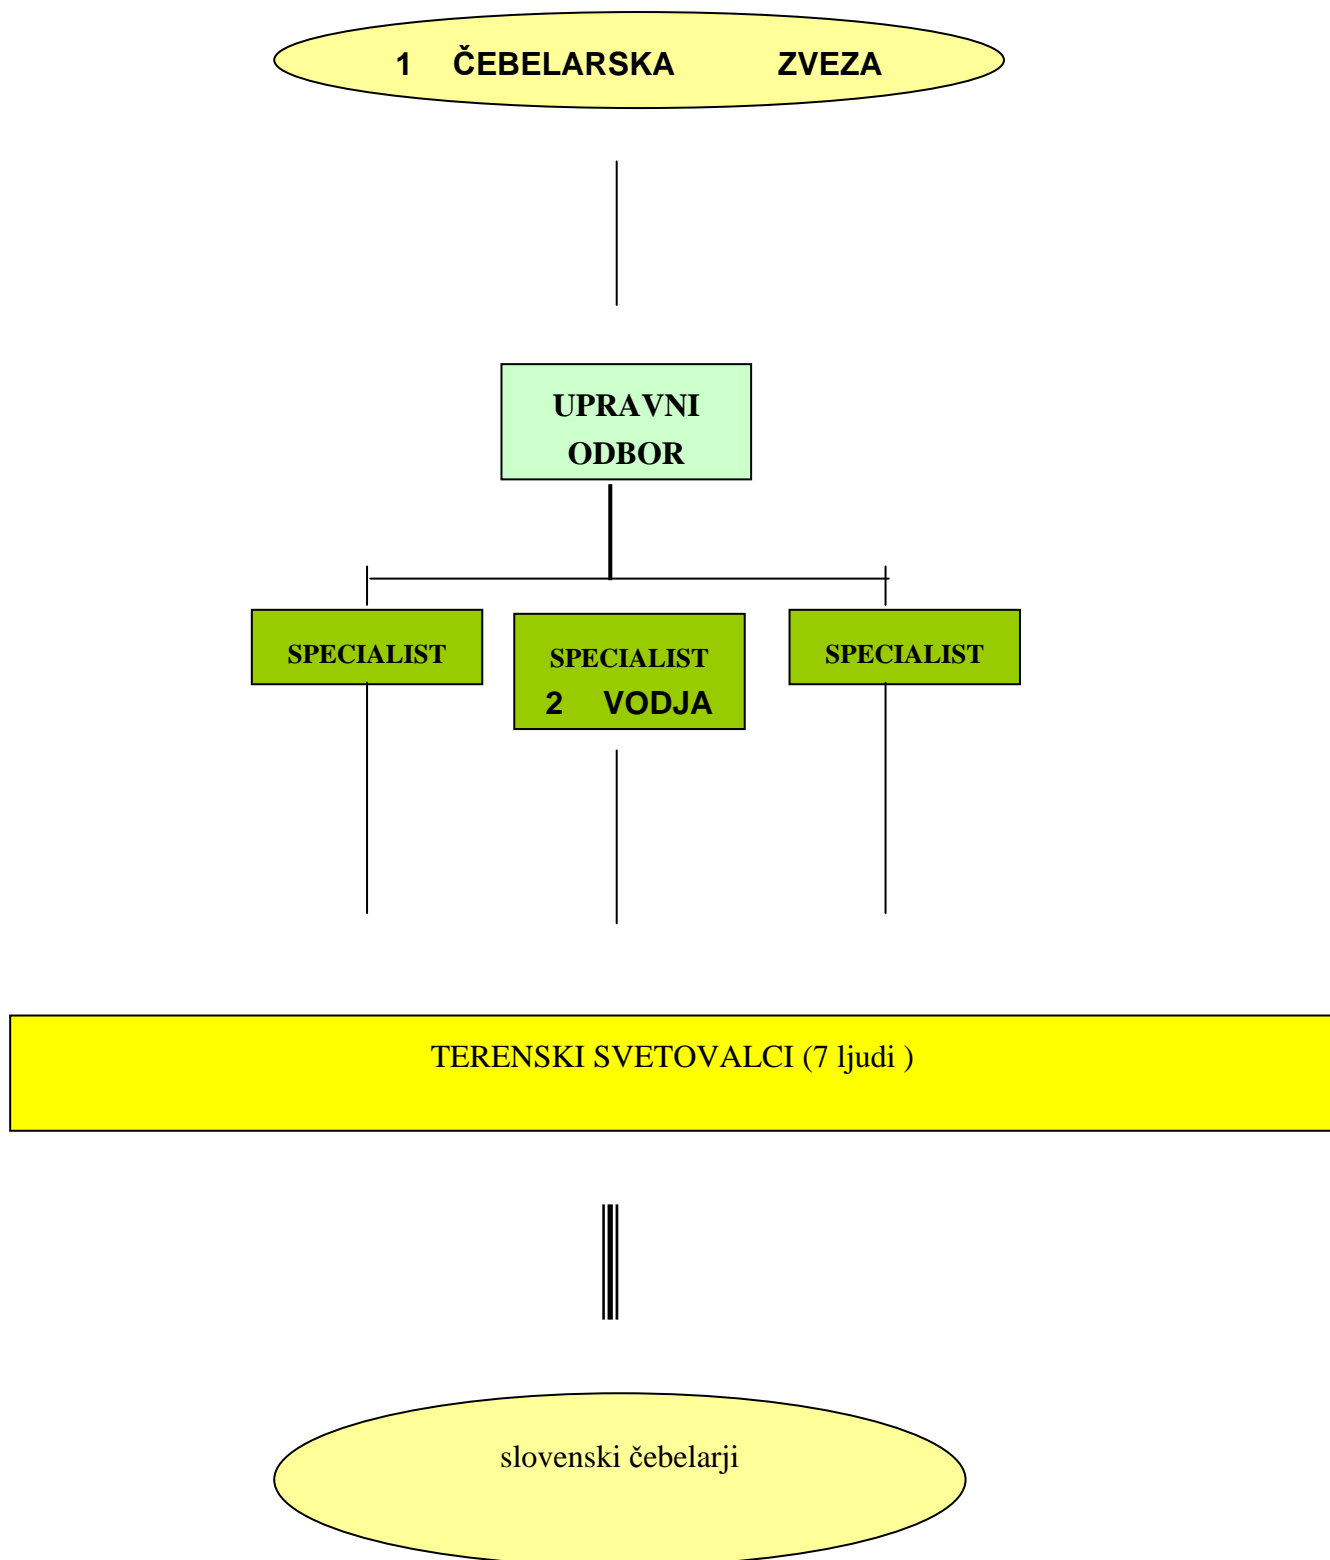 1 ČEBELARSKA ZVEZA
UPRAVNI
ODBOR
SPECIALIST
SPECIALIST
2 VODJA
SPECIALIST
TERENSKI SVETOVALCI (7 ljudi )
slovenski čebelarji